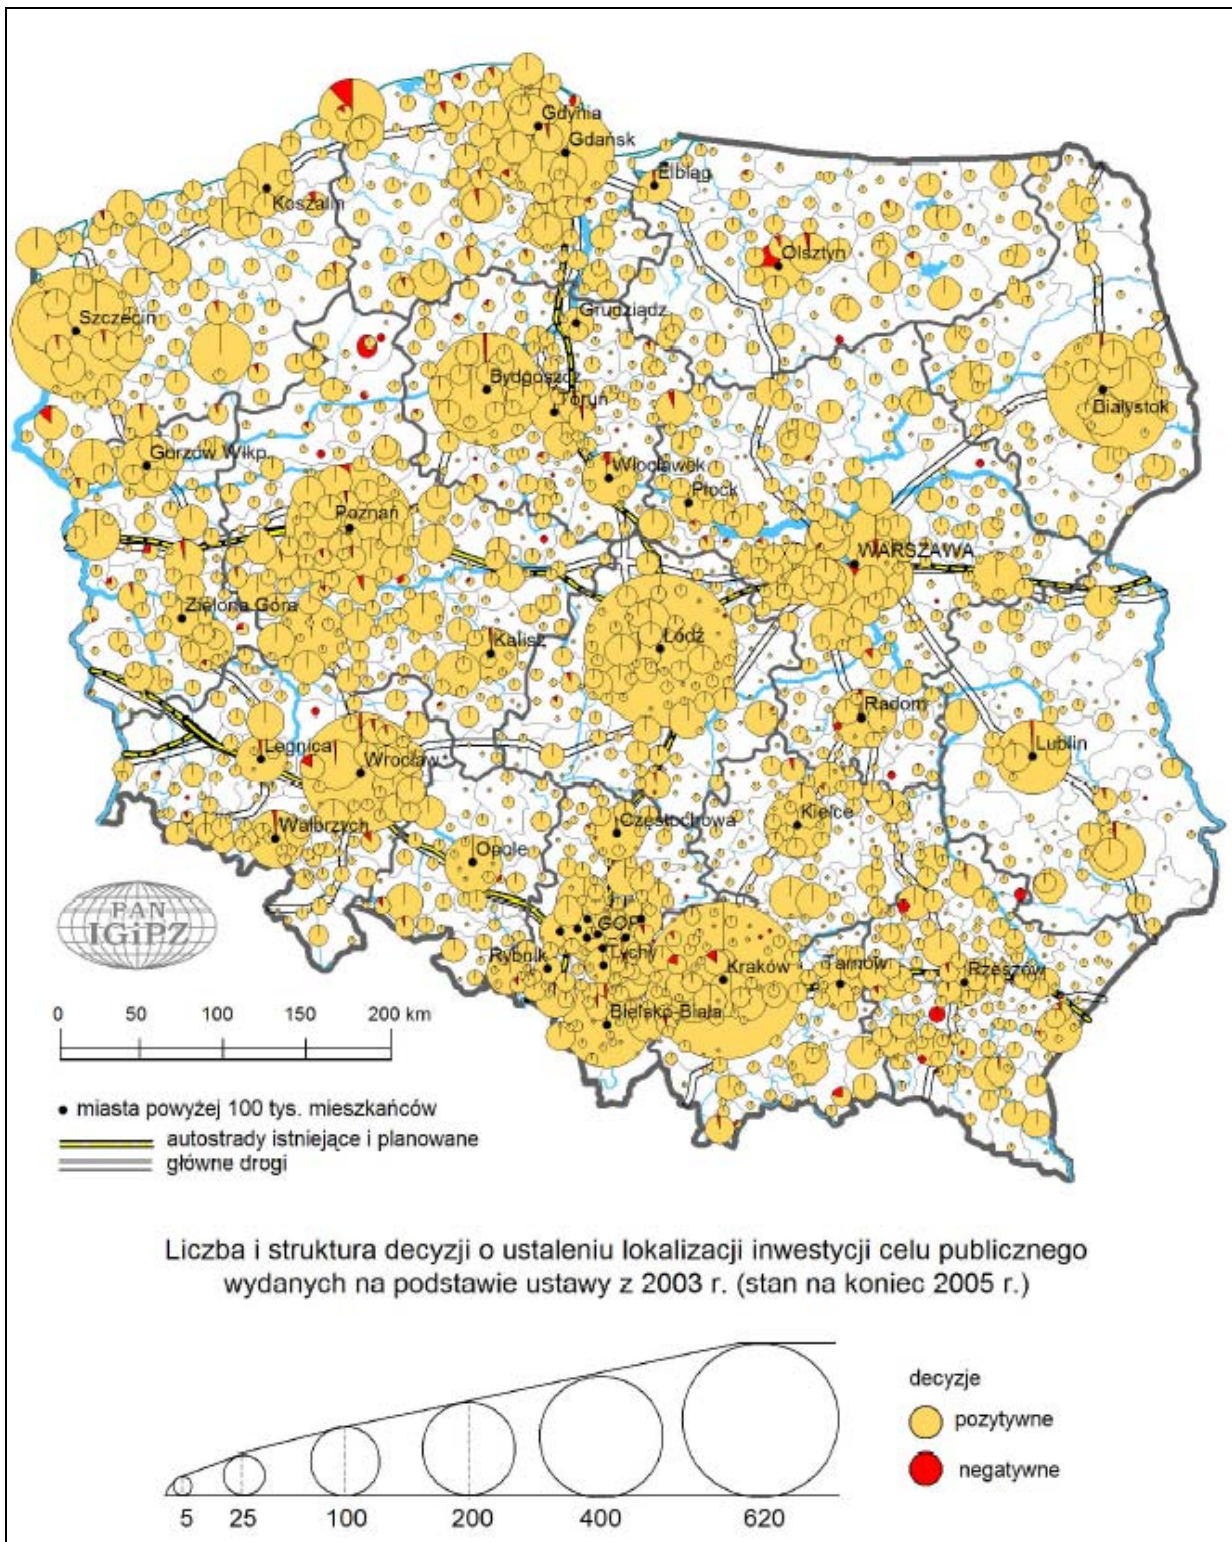 Gdynia
Gdańsk
Elbląg
Koszalin
Olsztyn
Szczecin
Grudziądz
Bydgoszcz
Toruń
Białystok
Gorzów Wlkp.
Włocławek
Płock
Poznań
WARSZAWA
Zielona Góra
Kalisz
Łódź
Radom
Legnica
Wrocław
Lublin
Wałbrzych
Częstochowa
Kielce
Opole
PAN
IGiPZ
GOP
Rybnik
Tychy
Kraków
Tarnów
Rzeszów
Bielsko-Biała
0 50 100 150 200 km
miasta powyżej 100 tys. mieszkańców
autostrady istniejące i planowane
główne drogi
Liczba i struktura decyzji o ustaleniu lokalizacji inwestycji celu publicznego
wydanych na podstawie ustawy z 2003 r. (stan na koniec 2005 r.)
decyzje
pozytywne
negatywne
5 25 100 200 400 620